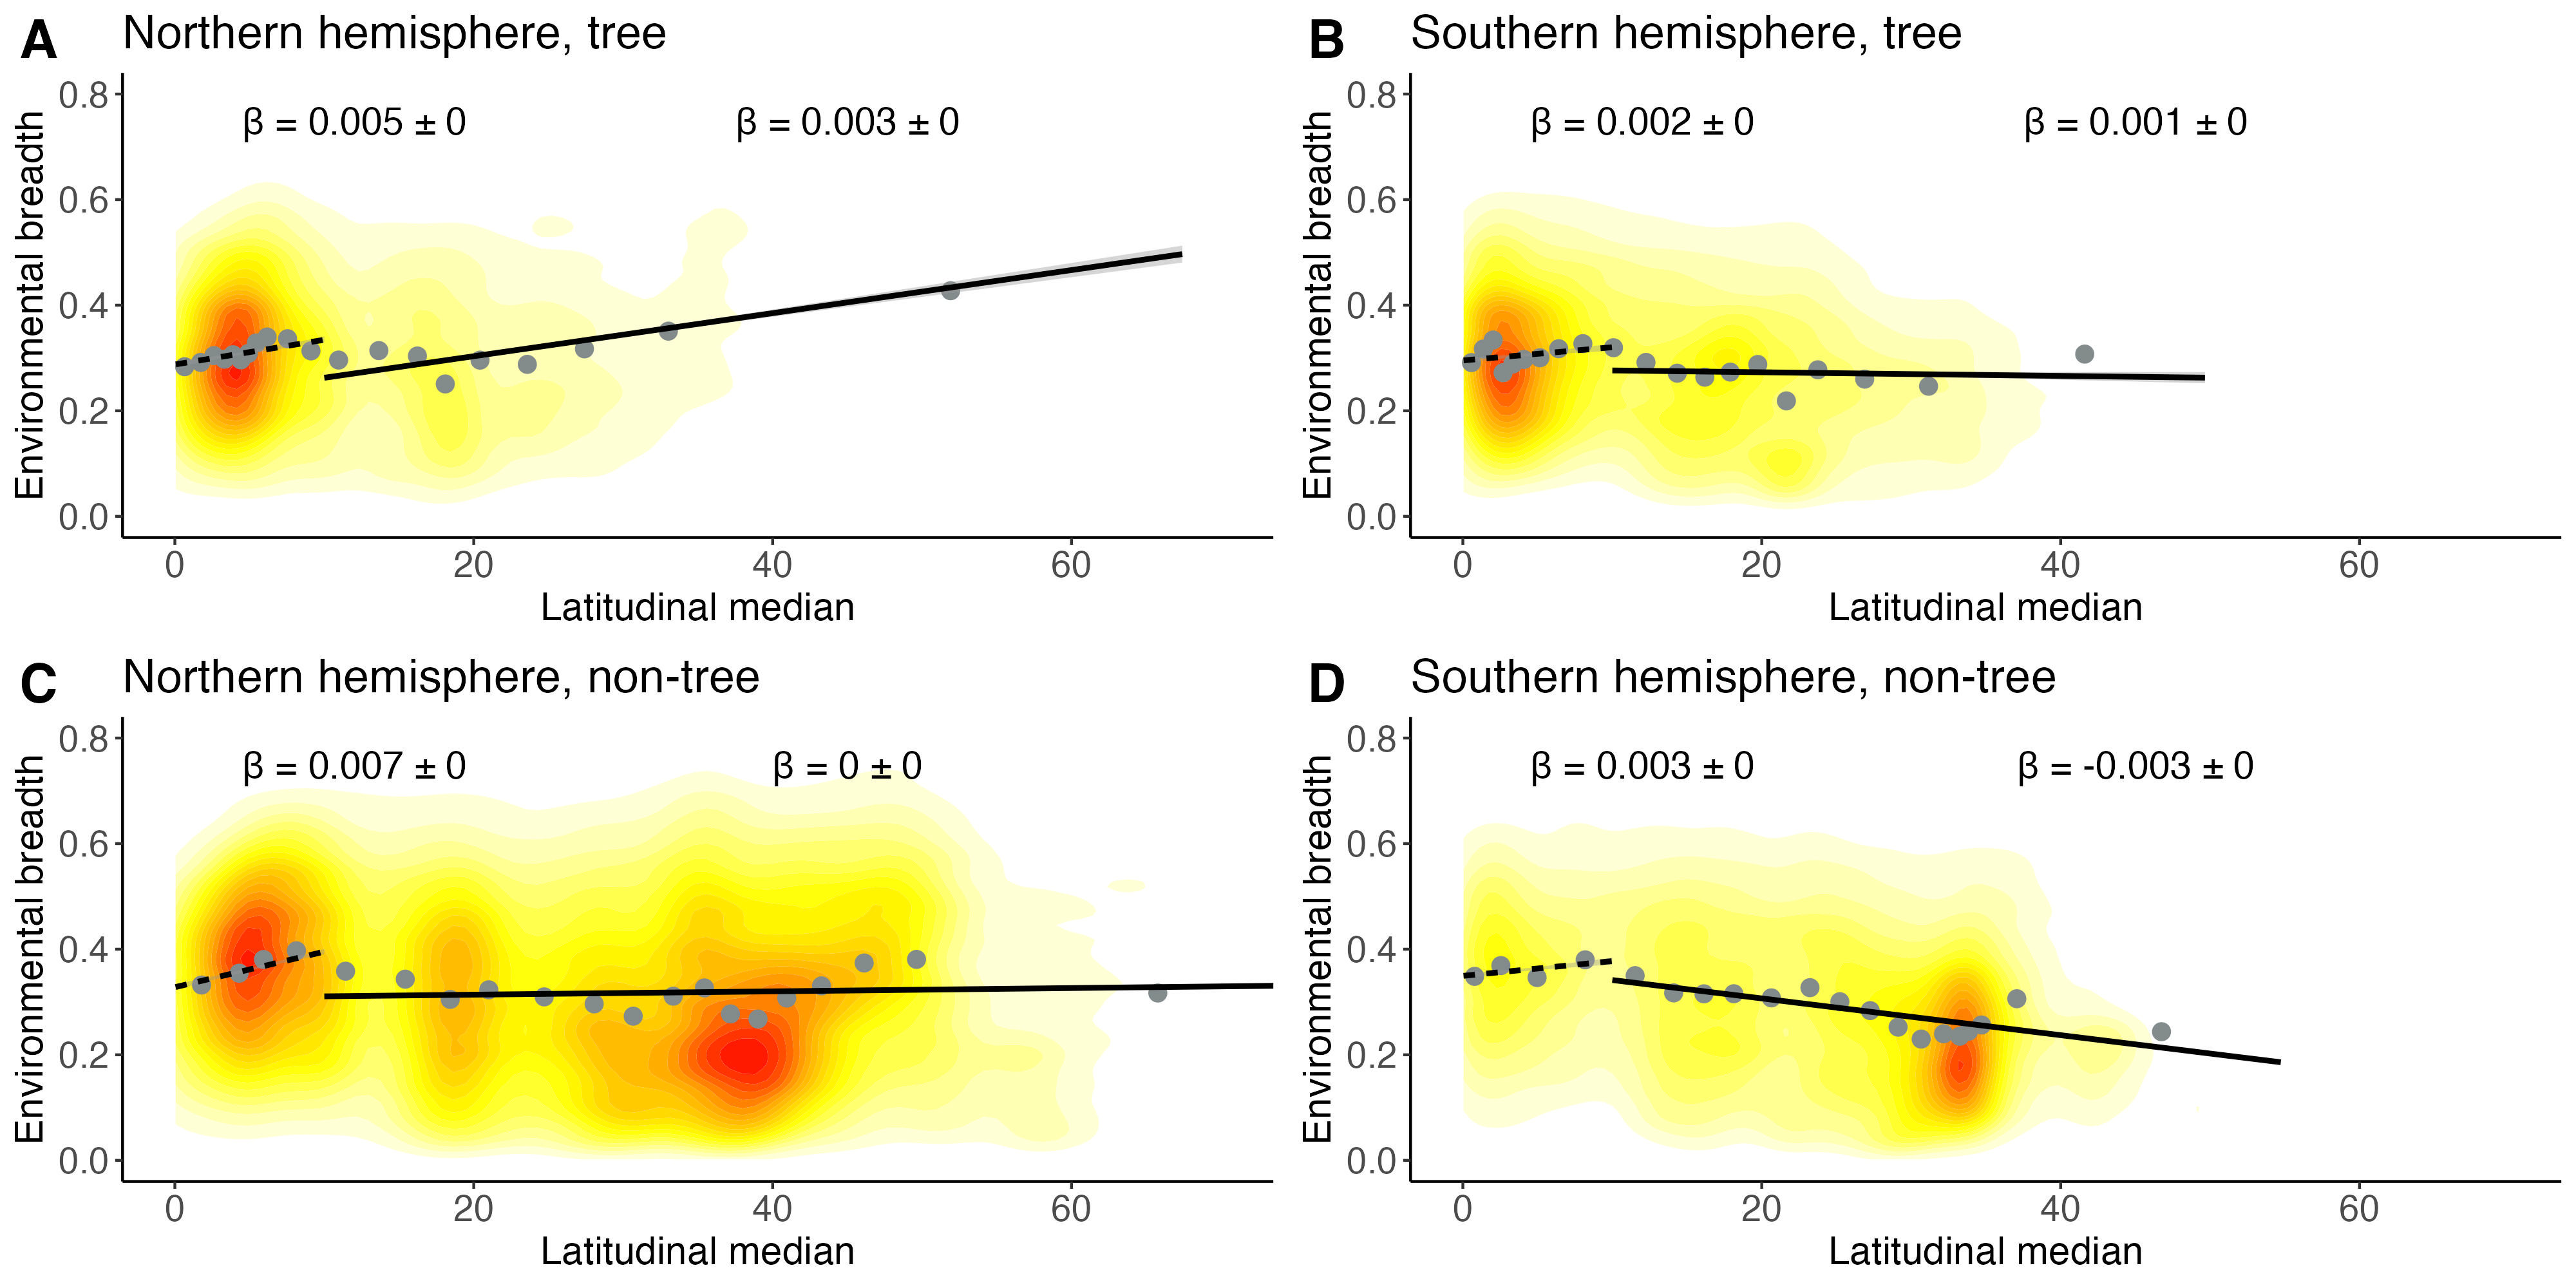 A Northern hemisphere, tree
β = 0.005 ± 0
β = 0.003 ± 0
Environmental breadth
0.8
0.6
0.4
0.2
0.0
0 20 40 60
Latitudinal median
B Southern hemisphere, tree
β = 0.002 ± 0
β = 0.001 ± 0
Environmental breadth
0.8
0.6
0.4
0.2
0.0
0 20 40 60
Latitudinal median
C Northern hemisphere, non-tree
β = 0.007 ± 0
β = 0 ± 0
Environmental breadth
0.8
0.6
0.4
0.2
0.0
0 20 40 60
Latitudinal median
D Southern hemisphere, non-tree
β = 0.003 ± 0
β = -0.003 ± 0
Environmental breadth
0.8
0.6
0.4
0.2
0.0
0 20 40 60
Latitudinal median